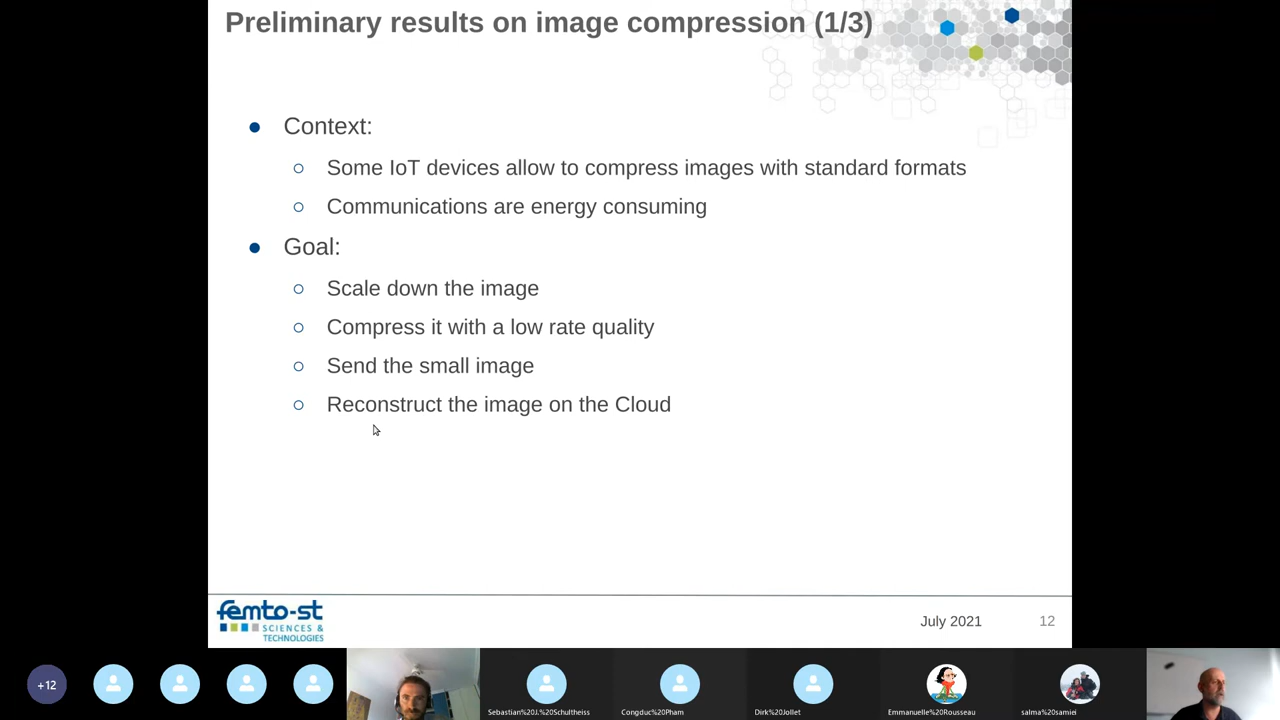 Preliminary results on image compression (1/3)
● Context:
○ Some IoT devices allow to compress images with standard formats
○ Communications are energy consuming
● Goal:
○ Scale down the image
○ Compress it with a low rate quality
○ Send the small image
○ Reconstruct the image on the Cloud
femto-st
SCIENCES &
TECHNOLOGIES
July 2021
12
+12
Sebastian%20J.%20Schultheiss
Congduc%20Pham
Dirk%20Jollet
Emmanuelle%20Rousseau
salma%20samiei